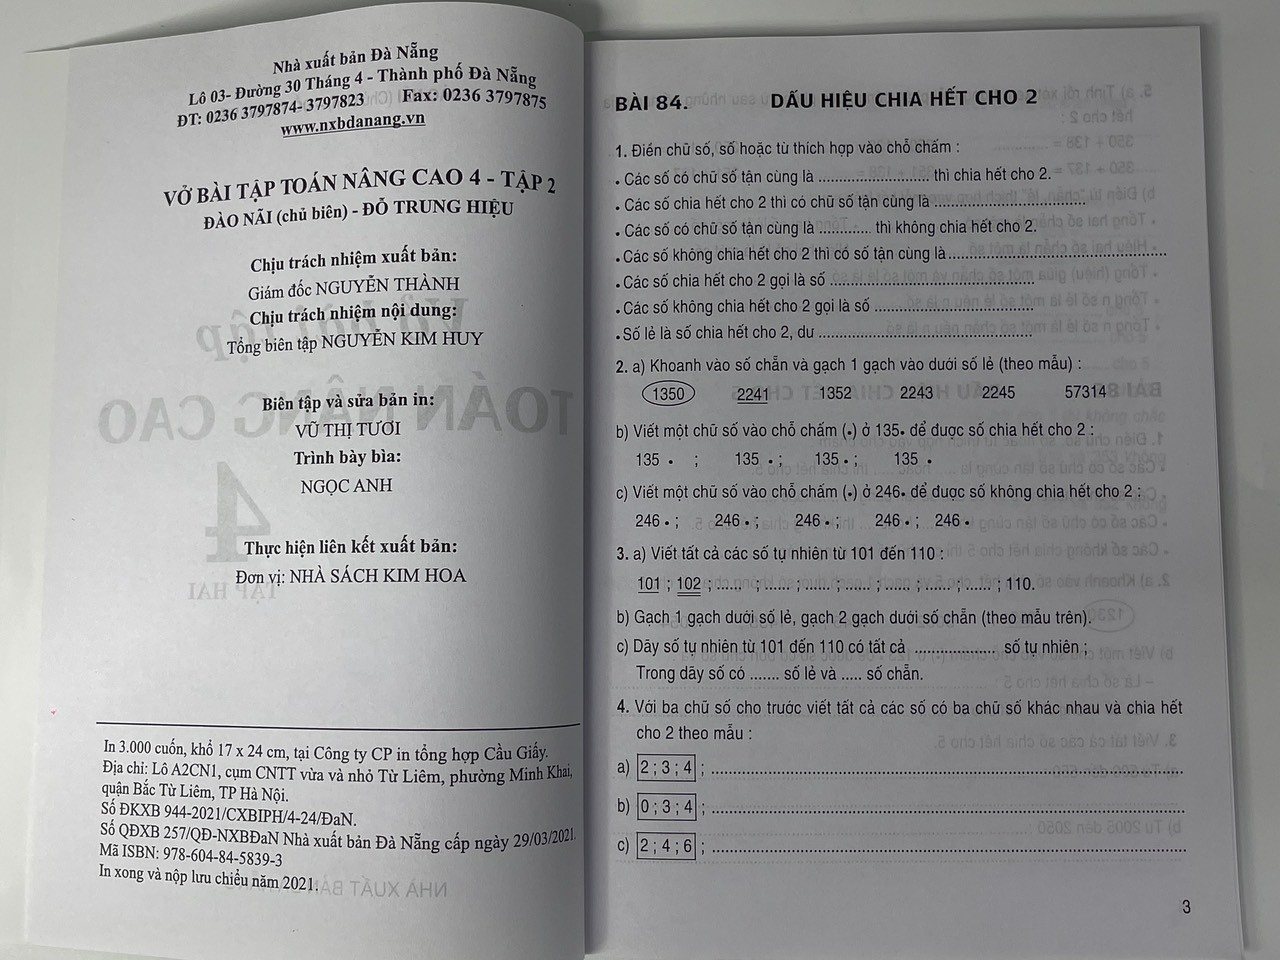 Nhà xuất bản Đà Nẵng
Lô 03- Đường 30 Tháng 4 - Thành phố Đà Nẵng
ĐT: 0236 3797874- 3797823 Fax: 0236 3797875
www.nxbdanang.vn
VỞ BÀI TẬP TOÁN NÂNG CAO 4 - TẬP 2
ĐÀO NÃI (chủ biên) - ĐỖ TRUNG HIỆU
Chịu trách nhiệm xuất bản:
Giám đốc NGUYỄN THÀNH
Chịu trách nhiệm nội dung:
Tổng biên tập NGUYỄN KIM HUY
Biên tập và sửa bản in:
VŨ THỊ TƯƠI
Trình bày bìa:
NGỌC ANH
Thực hiện liên kết xuất bản:
Đơn vị: NHÀ SÁCH KIM HOA
In 3.000 cuốn, khổ 17 x 24 cm, tại Công ty CP in tổng hợp Cầu Giấy.
Địa chỉ: Lô A2CN1, cụm CNTT vừa và nhỏ Từ Liêm, phường Minh Khai,
quận Bắc Từ Liêm, TP Hà Nội.
Số ĐKXB 944-2021/CXBIPH/4-24/ĐaN.
Số QĐXB 257/QĐ-NXBĐaN Nhà xuất bản Đà Nẵng cấp ngày 29/03/2021.
Mã ISBN: 978-604-84-5839-3
In xong và nộp lưu chiểu năm 2021.
BÀI 84. DẤU HIỆU CHIA HẾT CHO 2
1. Điền chữ số, số hoặc từ thích hợp vào chỗ chấm :
• Các số có chữ số tận cùng là ........................ thì chia hết cho 2.
• Các số chia hết cho 2 thì có chữ số tận cùng là ................................
• Các số có chữ số tận cùng là ........... thì không chia hết cho 2.
• Các số không chia hết cho 2 thì có số tận cùng là..............................................
• Các số chia hết cho 2 gọi là số ...........................................
• Các số không chia hết cho 2 gọi là số .................................
• Số lẻ là số chia hết cho 2, dư .................................
2. a) Khoanh vào số chẵn và gạch 1 gạch vào dưới số lẻ (theo mẫu) :
1350 2241 1352 2243 2245 57314
b) Viết một chữ số vào chỗ chấm (•) ở 135• để được số chia hết cho 2 :
135 • ; 135 • ; 135 • ; 135 •
c) Viết một chữ số vào chỗ chấm (•) ở 246• để được số không chia hết cho 2 :
246 • ; 246 • ; 246 • ; 246 • ; 246 •
3. a) Viết tất cả các số tự nhiên từ 101 đến 110 :
101 ; 102 ; ...... ; ...... ; ...... ; ...... ; ...... ; ...... ; ...... ; 110.
b) Gạch 1 gạch dưới số lẻ, gạch 2 gạch dưới số chẵn (theo mẫu trên).
c) Dãy số tự nhiên từ 101 đến 110 có tất cả ................... số tự nhiên ;
Trong dãy số có ....... số lẻ và ..... số chẵn.
4. Với ba chữ số cho trước viết tất cả các số có ba chữ số khác nhau và chia hết
cho 2 theo mẫu :
a) 2 ; 3 ; 4 ; ..............................................................................
b) 0 ; 3 ; 4 ; ..............................................................................
c) 2 ; 4 ; 6 ; ..............................................................................
3